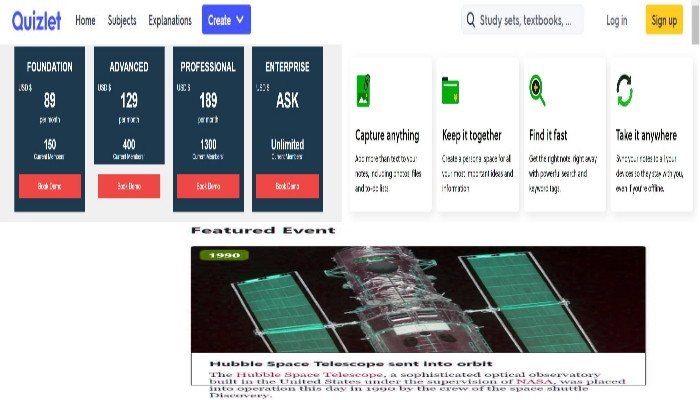 Quizlet
Home Subjects Explanations Create
Study sets, textbooks, ...
Log in Sign up
FOUNDATION
USD $
89
per month
150
Current Members'
Book Demo
ADVANCED
USD $
129
per month
400
Current Members'
Book Demo
PROFESSIONAL
USD $
189
per month
1300
Current Members'
Book Demo
ENTERPRISE
USD $
ASK
Unlimited
Current Members'
Book Demo
Capture anything
Add more than text to your
notes, including photos, files
and to-do lists.
Keep it together
Create a personal space for all
your most important ideas and
information
Find it fast
Get the right note, right away
with powerful search and
keyword tags.
Take it anywhere
Sync your notes to all your
devices so they stay with you,
even if you're offline.
Featured Event
1990
Hubble Space Telescope sent into orbit
The Hubble Space Telescope, a sophisticated optical observatory
built in the United States under the supervision of NASA, was placed
into operation this day in 1990 by the crew of the space shuttle
Discovery.